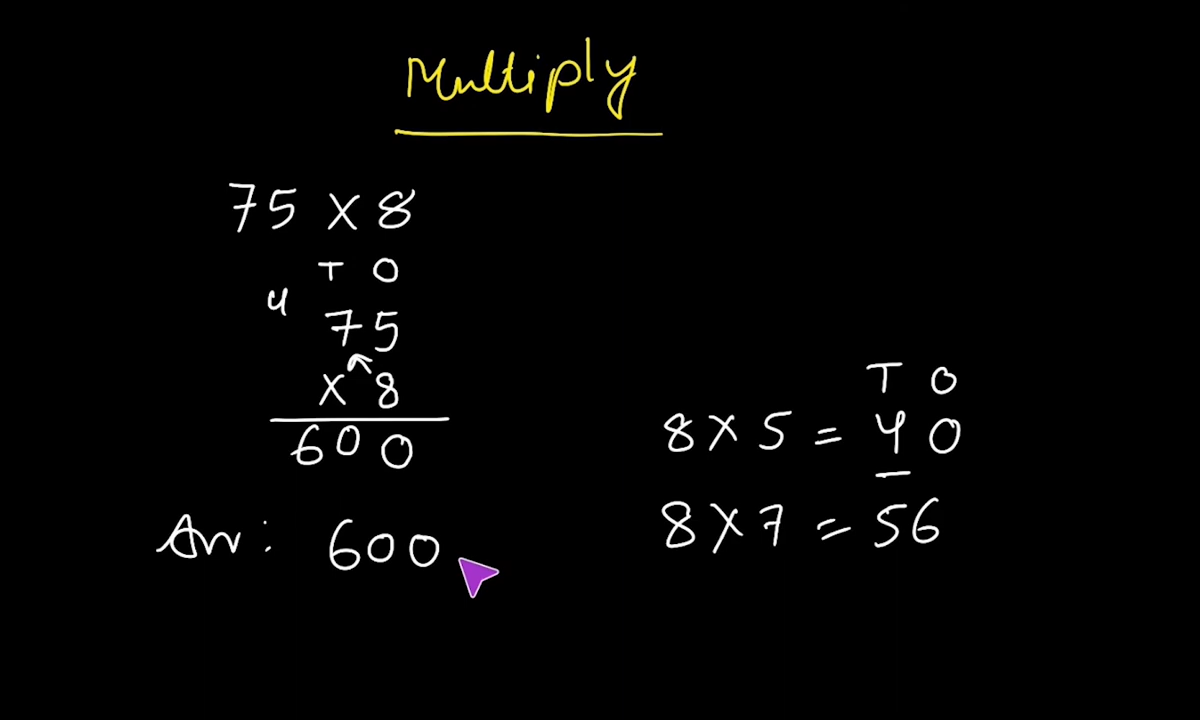 Multiply
75 X 8
T O
4
75
X 8
600
Ans: 600
T O
8 X 5 = 40
8 X 7 = 56